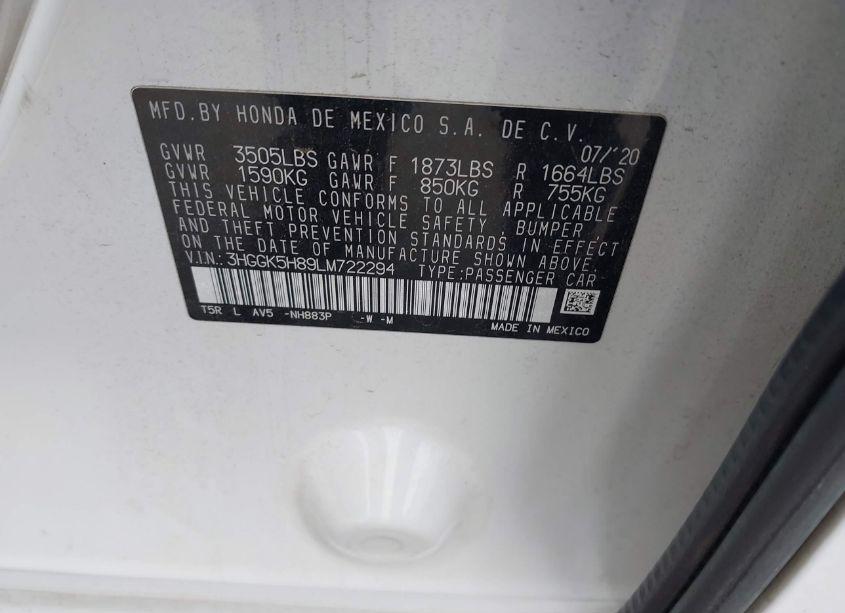 MFD.BY HONDA DE MEXICO S.A. DE C.V.
07/'20
GVWR 3505LBS GAWR F 1873LBS R 1664LBS
GVWR 1590KG GAWR F 850KG R 755KG
THIS VEHICLE CONFORMS TO ALL APPLICABLE
FEDERAL MOTOR VEHICLE SAFETY, BUMPER
AND THEFT PREVENTION STANDARDS IN EFFECT
ON THE DATE OF MANUFACTURE SHOWN ABOVE.
V.I.N.: 3HGGK5H89LM722294 TYPE:PASSENGER CAR
T5R L AV5 -NH883P -W -M
MADE IN MEXICO